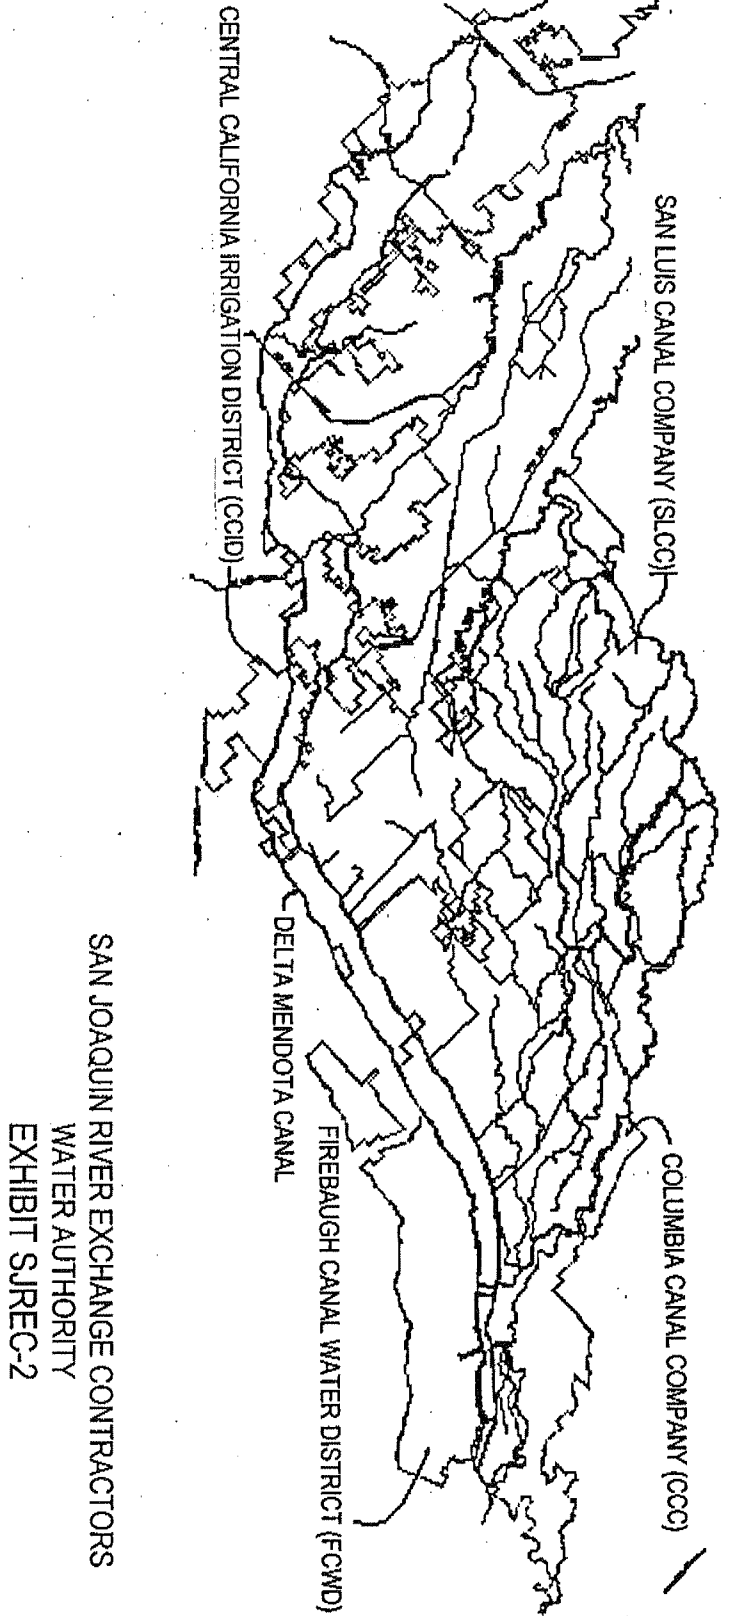 SAN LUIS CANAL COMPANY (SLCC)
COLUMBIA CANAL COMPANY (CCC)
CENTRAL CALIFORNIA IRRIGATION DISTRICT (CCID)
DELTA MENDOTA CANAL
FIREBAUGH CANAL WATER DISTRICT (FCWD)
SAN JOAQUIN RIVER EXCHANGE CONTRACTORS
WATER AUTHORITY
EXHIBIT SJREC-2